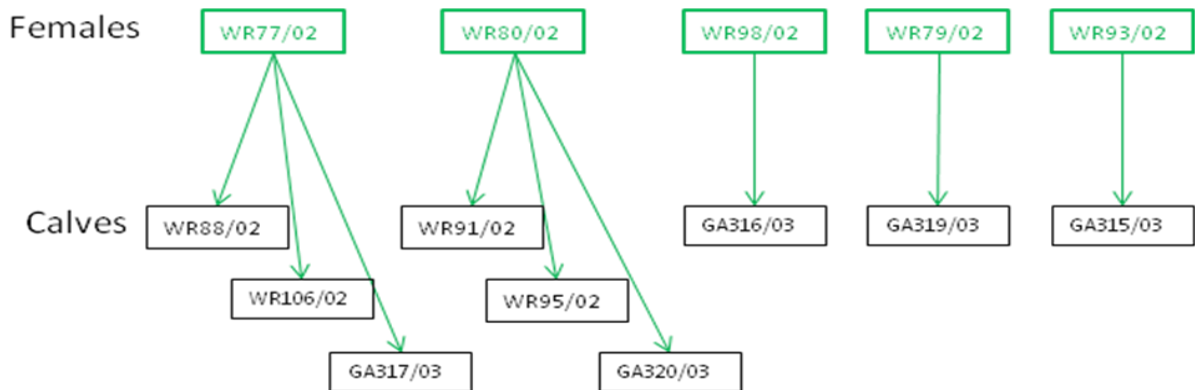 Females
WR77/02
WR80/02
WR98/02
WR79/02
WR93/02
Calves
WR88/02
WR91/02
GA316/03
GA319/03
GA315/03
WR106/02
WR95/02
GA317/03
GA320/03